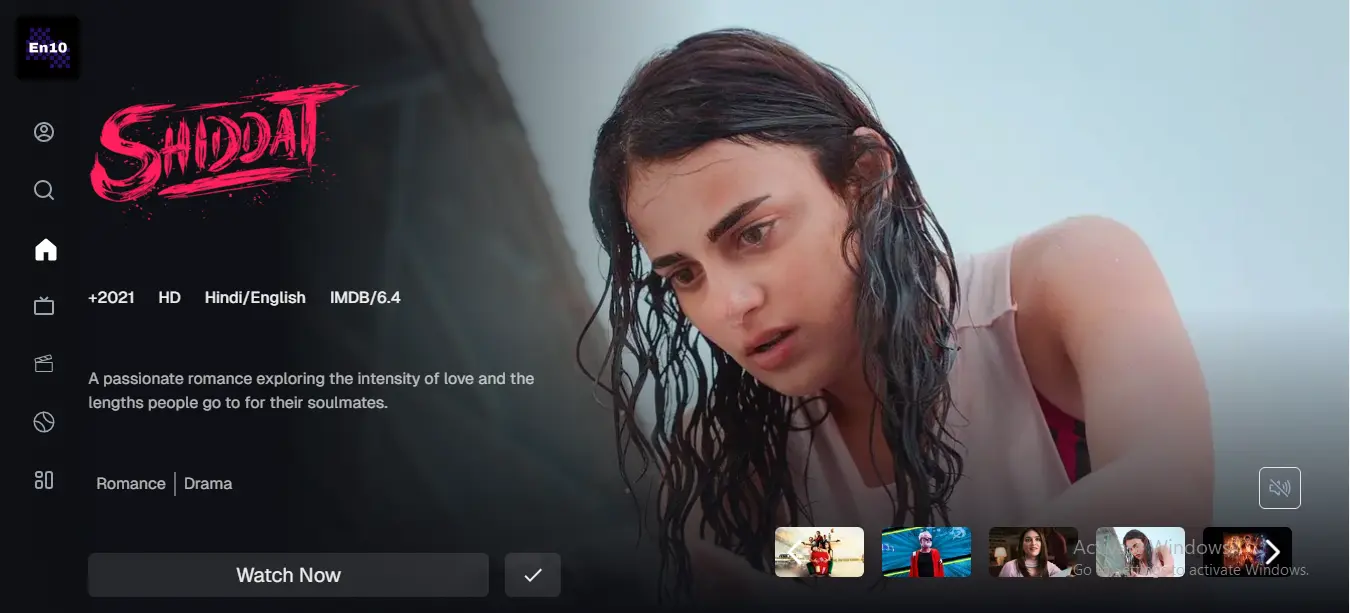 En10
SHIDDAT
+2021 HD Hindi/English IMDB/6.4
A passionate romance exploring the intensity of love and the
lengths people go to for their soulmates.
Romance | Drama
Watch Now
Activate Windows
Go to Settings to activate Windows.